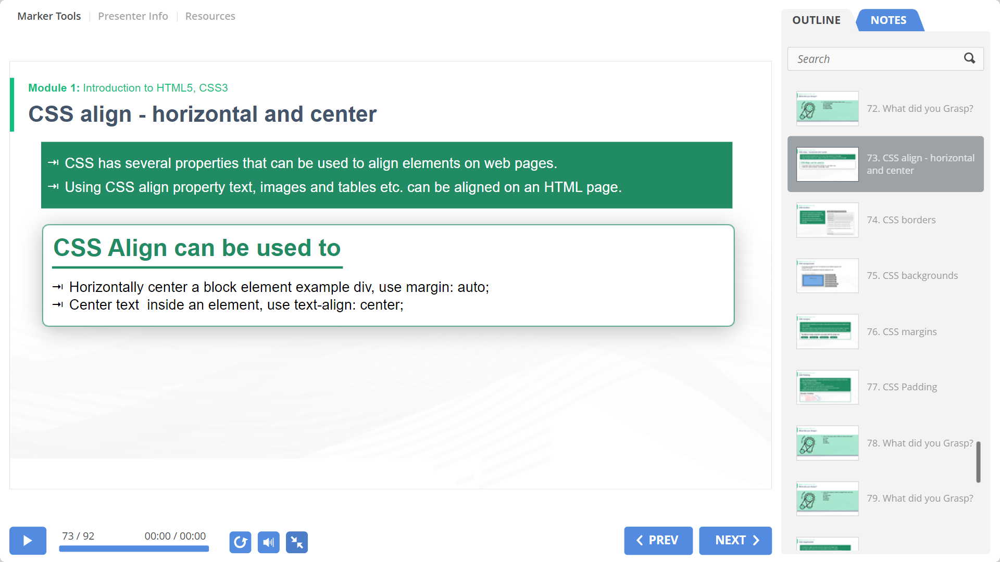 Marker Tools
Presenter Info
Resources
OUTLINE
NOTES
Search
Module 1: Introduction to HTML5, CSS3
CSS align - horizontal and center
CSS has several properties that can be used to align elements on web pages.
Using CSS align property text, images and tables etc. can be aligned on an HTML page.
CSS Align can be used to
Horizontally center a block element example div, use margin: auto;
Center text  inside an element, use text-align: center;
72. What did you Grasp?
73. CSS align - horizontal
and center
74. CSS borders
75. CSS backgrounds
76. CSS margins
77. CSS Padding
78. What did you Grasp?
79. What did you Grasp?
73 / 92
00:00 / 00:00
PREV
NEXT